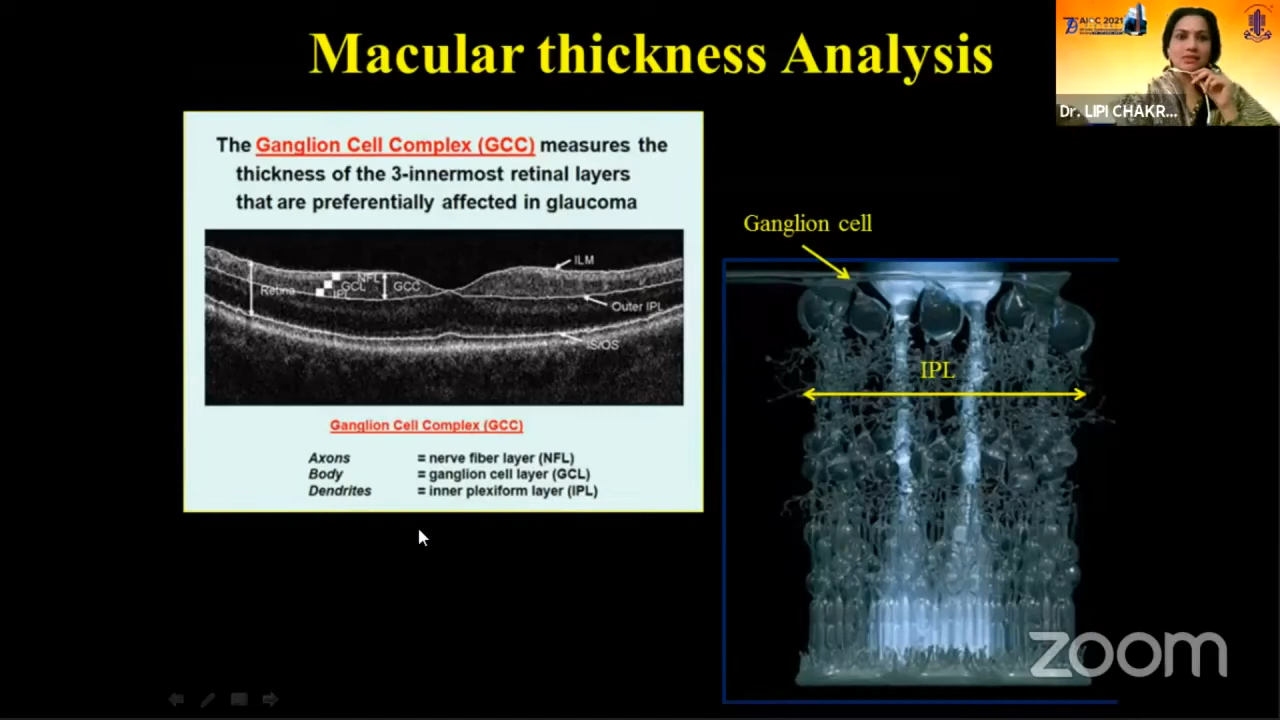 Macular thickness Analysis
AIOC 2021
Dr. LIPI CHAKR...
The Ganglion Cell Complex (GCC) measures the
thickness of the 3-innermost retinal layers
that are preferentially affected in glaucoma
ILM
Retina
NFL
GCL
IPL
GCC
Outer IPL
IS/OS
Ganglion Cell Complex (GCC)
Axons = nerve fiber layer (NFL)
Body = ganglion cell layer (GCL)
Dendrites = inner plexiform layer (IPL)
Ganglion cell
IPL
zoom